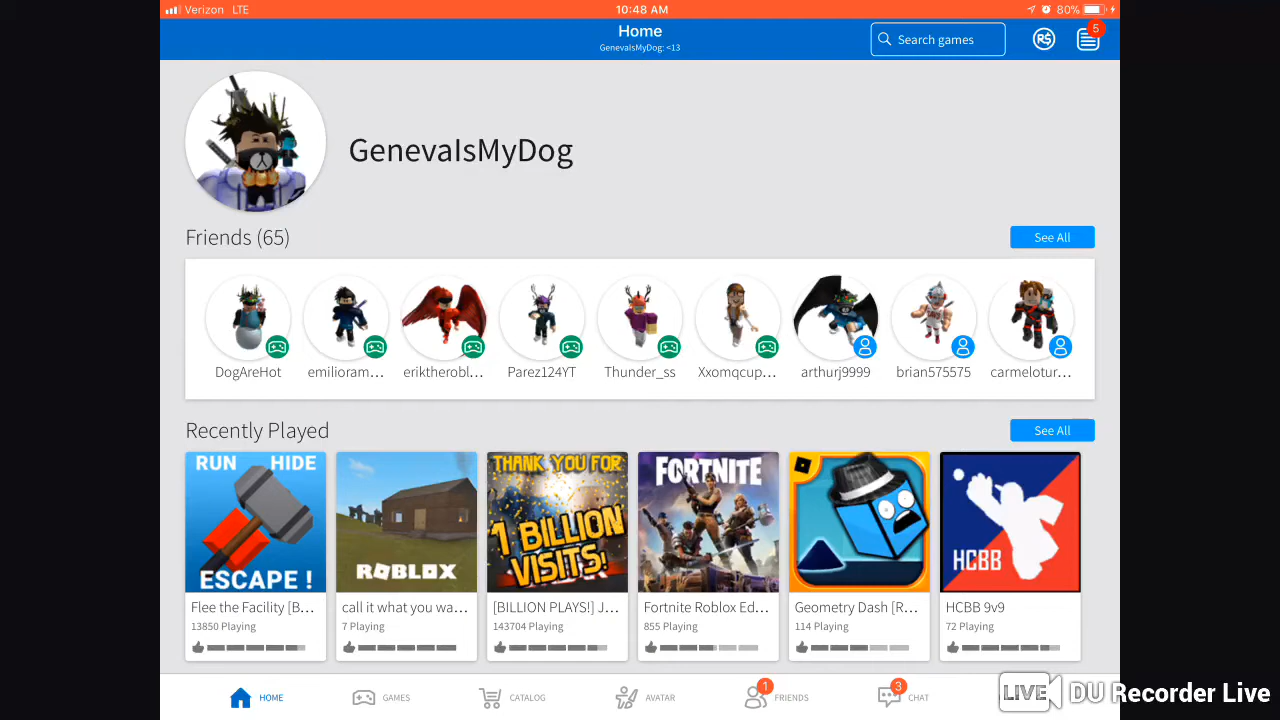 Verizon LTE 10:48 AM 80%
Home
GenevaIsMyDog: <13
Search games
R$
5
GenevaIsMyDog
Friends (65)
See All
DogAreHot emilioram... eriktherobl... Parez124YT Thunder_ss Xxomqcup... arthurj9999 brian575575 carmelotur...
Recently Played
See All
RUN HIDE
ESCAPE !
ROBLOX
THANK YOU FOR
1 BILLION
VISITS!
FORTNITE
HCBB
Flee the Facility [B... call it what you wa... [BILLION PLAYS!] J... Fortnite Roblox Ed... Geometry Dash [R... HCBB 9v9
13850 Playing 7 Playing 143704 Playing 855 Playing 114 Playing 72 Playing
HOME GAMES CATALOG AVATAR 1 FRIENDS 3 CHAT
LIVE DU Recorder Live